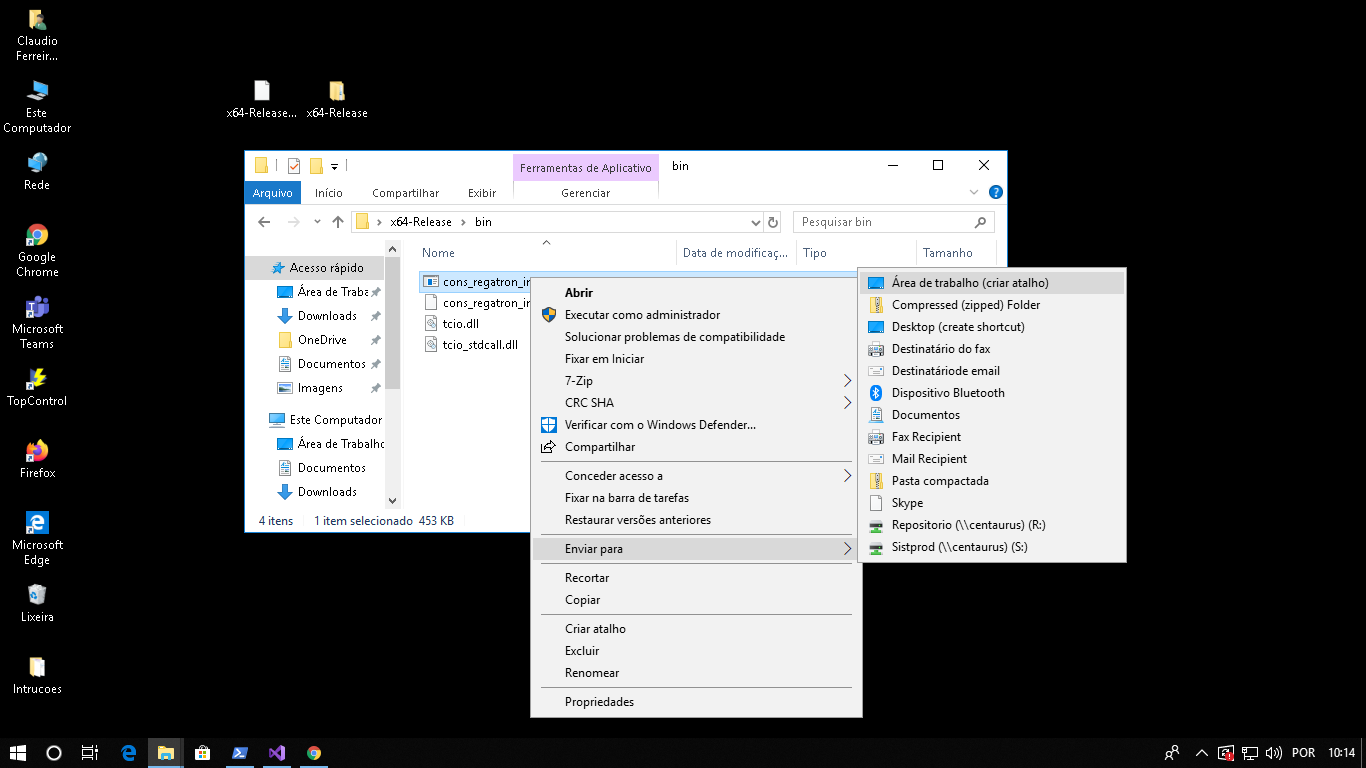 Claudio
Ferreir...
Este
Computador
Rede
Google
Chrome
Microsoft
Teams
TopControl
Firefox
Microsoft
Edge
Lixeira
Intrucoes
x64-Release...
x64-Release
Ferramentas de Aplicativo
bin
Arquivo
Início
Compartilhar
Exibir
Gerenciar
x64-Release
bin
Pesquisar bin
Nome
Data de modificaç...
Tipo
Tamanho
Acesso rápido
Área de Traba
Downloads
OneDrive
Documentos
Imagens
Este Computador
Área de Trabalho
Documentos
Downloads
cons_regatron_in
cons_regatron_in
tcio.dll
tcio_stdcall.dll
4 itens
1 item selecionado 453 KB
Abrir
Executar como administrador
Solucionar problemas de compatibilidade
Fixar em Iniciar
7-Zip
CRC SHA
Verificar com o Windows Defender...
Compartilhar
Conceder acesso a
Fixar na barra de tarefas
Restaurar versões anteriores
Enviar para
Recortar
Copiar
Criar atalho
Excluir
Renomear
Propriedades
Área de trabalho (criar atalho)
Compressed (zipped) Folder
Desktop (create shortcut)
Destinatário do fax
Destinatáriode email
Dispositivo Bluetooth
Documentos
Fax Recipient
Mail Recipient
Pasta compactada
Skype
Repositorio (\\centaurus) (R:)
Sistprod (\\centaurus) (S:)
POR
10:14